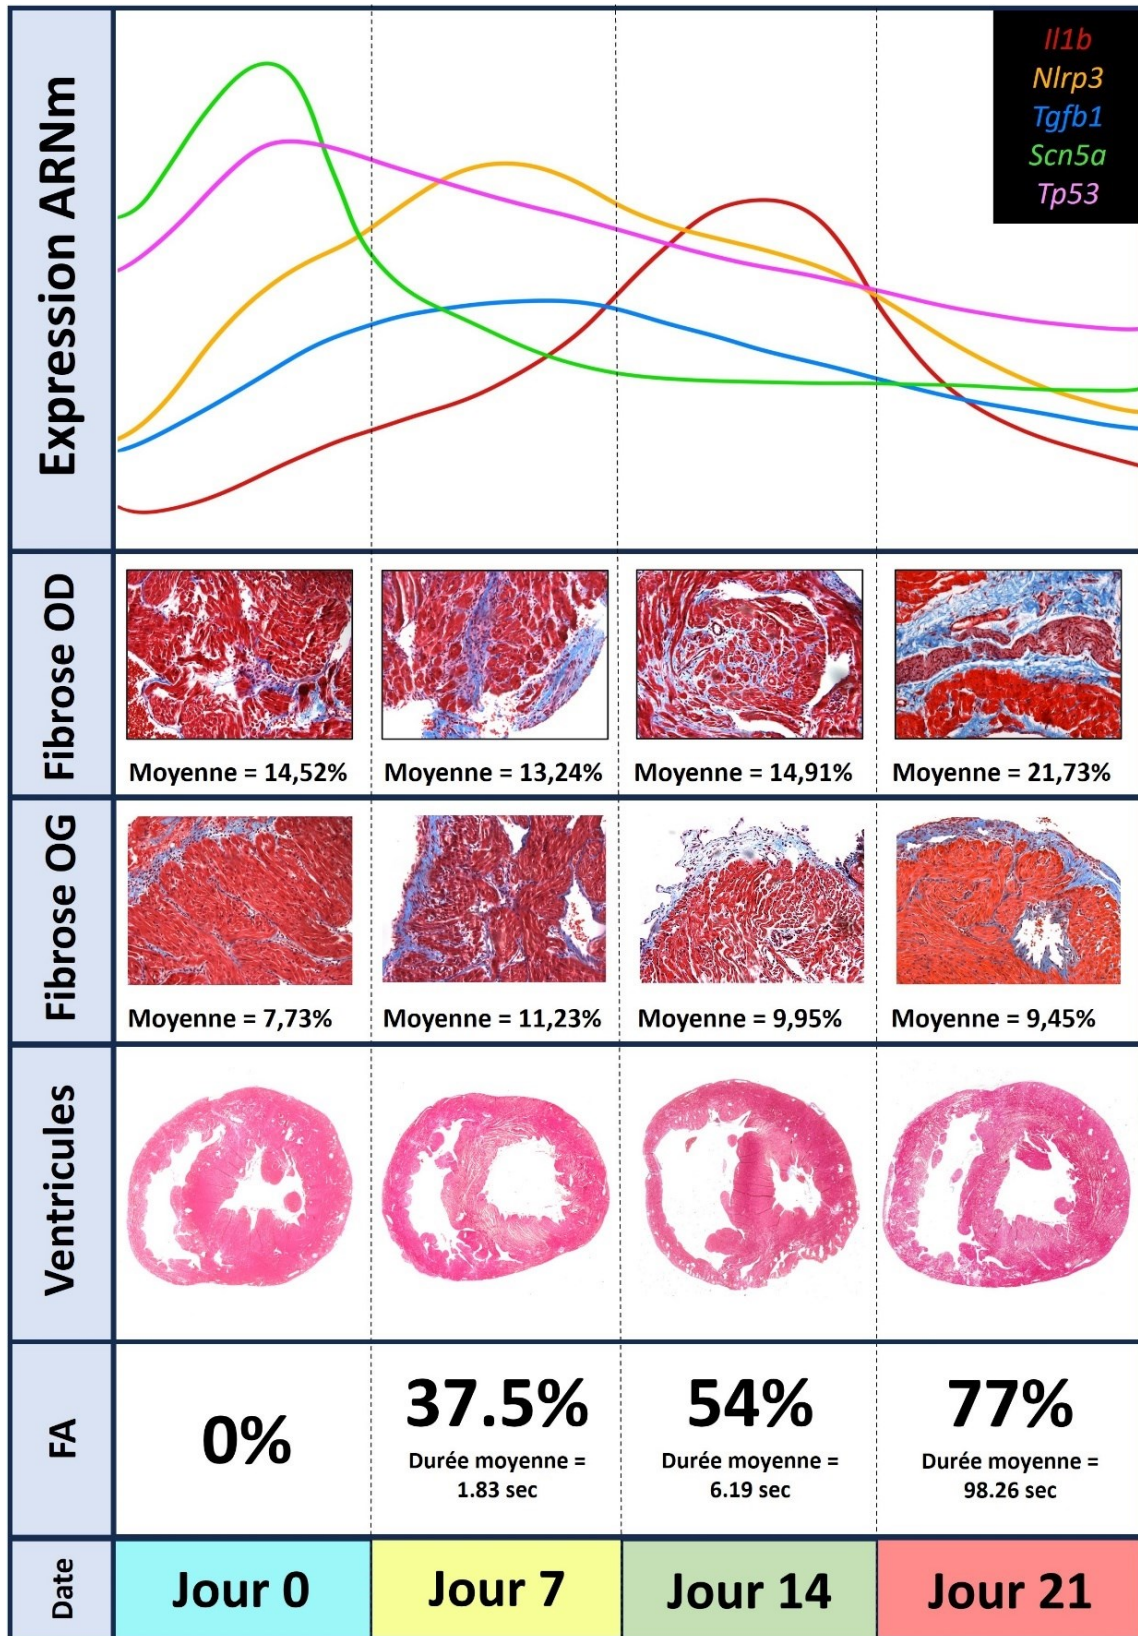 Expression ARNm
Il1b
Nlrp3
Tgfb1
Scn5a
Tp53
Fibrose OD
Moyenne = 14,52%
Moyenne = 13,24%
Moyenne = 14,91%
Moyenne = 21,73%
Fibrose OG
Moyenne = 7,73%
Moyenne = 11,23%
Moyenne = 9,95%
Moyenne = 9,45%
Ventricules
FA
0%
37.5%
Durée moyenne =
1.83 sec
54%
Durée moyenne =
6.19 sec
77%
Durée moyenne =
98.26 sec
Date
Jour 0
Jour 7
Jour 14
Jour 21